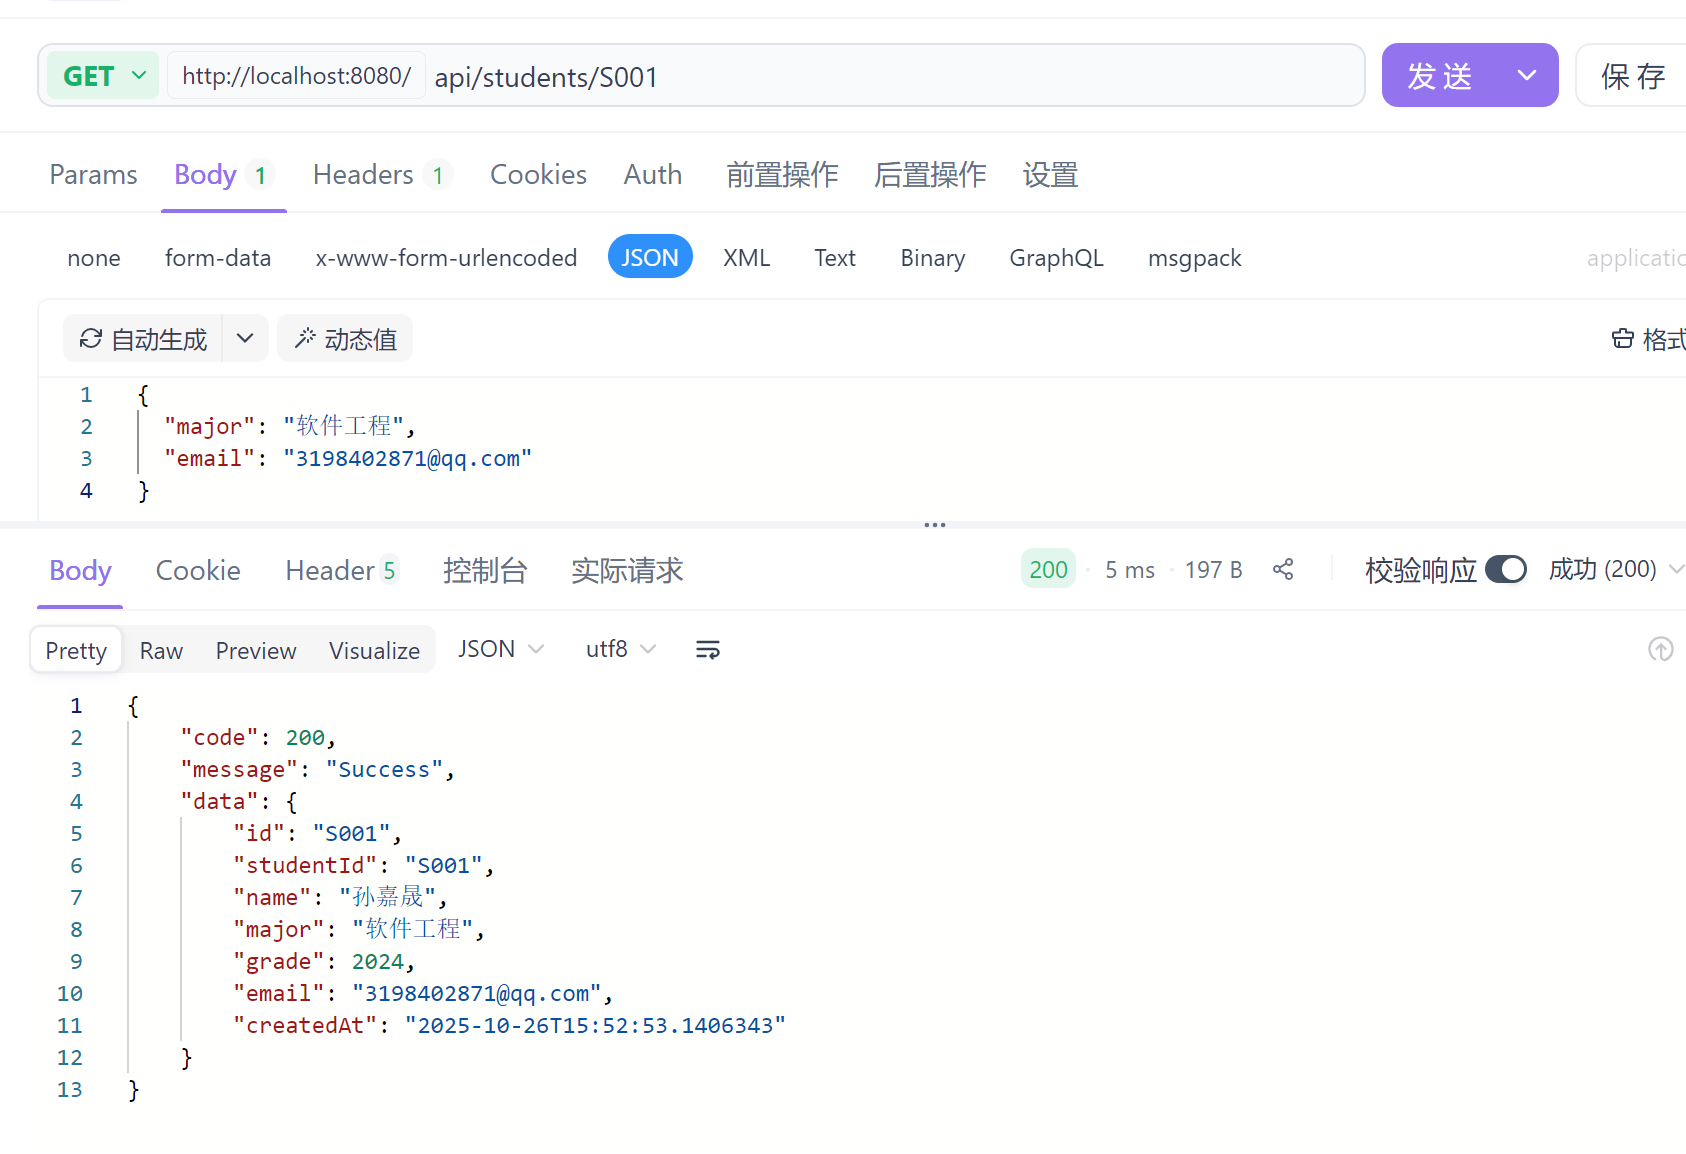 GET http://localhost:8080/ api/students/S001 发送 保存
Params Body 1 Headers 1 Cookies Auth 前置操作 后置操作 设置
none form-data x-www-form-urlencoded JSON XML Text Binary GraphQL msgpack applicatic
自动生成 动态值 格式
1 {
2 "major": "软件工程",
3 "email": "3198402871@qq.com"
4 }
Body Cookie Header 5 控制台 实际请求 200 · 5 ms · 197 B 校验响应 成功 (200)
Pretty Raw Preview Visualize JSON utf8
1 {
2 "code": 200,
3 "message": "Success",
4 "data": {
5 "id": "S001",
6 "studentId": "S001",
7 "name": "孙嘉晟",
8 "major": "软件工程",
9 "grade": 2024,
10 "email": "3198402871@qq.com",
11 "createdAt": "2025-10-26T15:52:53.1406343"
12 }
13 }